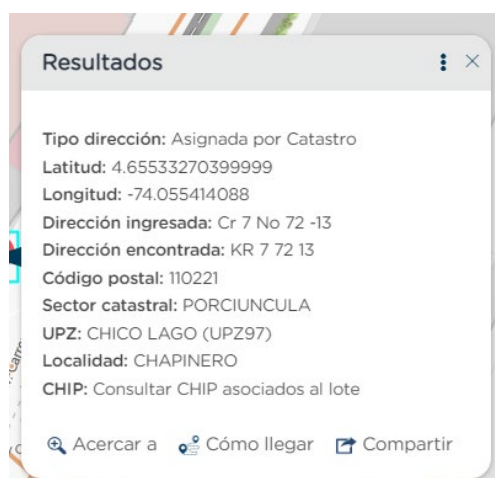 Resultados
Tipo dirección: Asignada por Catastro
Latitud: 4.65533270399999
Longitud: -74.055414088
Dirección ingresada: Cr 7 No 72 -13
Dirección encontrada: KR 7 72 13
Código postal: 110221
Sector catastral: PORCIUNCULA
UPZ: CHICO LAGO (UPZ97)
Localidad: CHAPINERO
CHIP: Consultar CHIP asociados al lote
Acercar a Cómo llegar Compartir